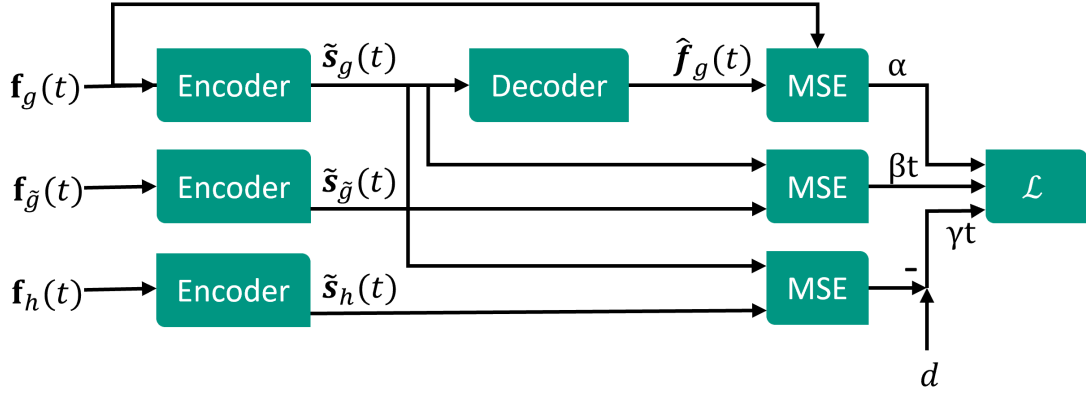 𝐟_g(t) Encoder s̃_g(t) Decoder f̂_g(t) MSE α
𝐟_g̃(t) Encoder s̃_g̃(t) MSE βt ℒ
𝐟_h(t) Encoder s̃_h(t) MSE - γt
d